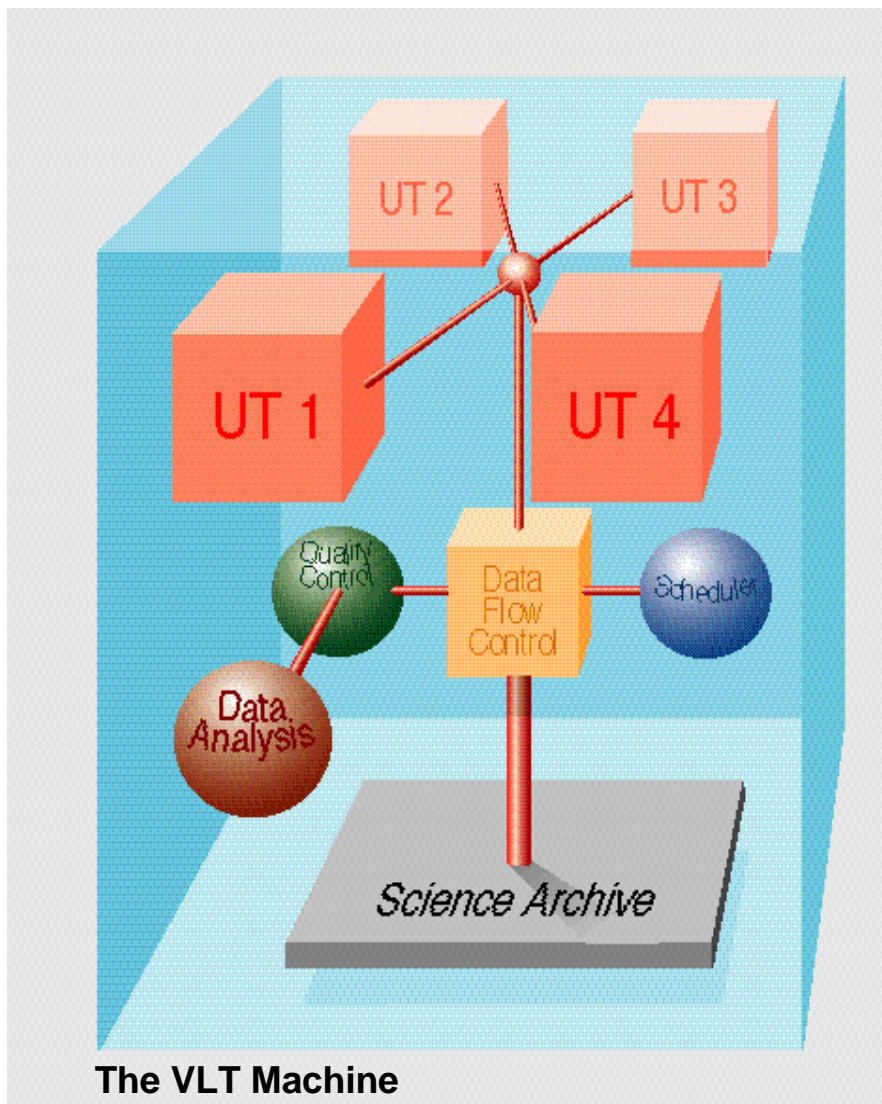 UT 2
UT 3
UT 1
UT 4
Quality
Control
Data
Flow
Control
Scheduler
Data
Analysis
Science Archive
The VLT Machine